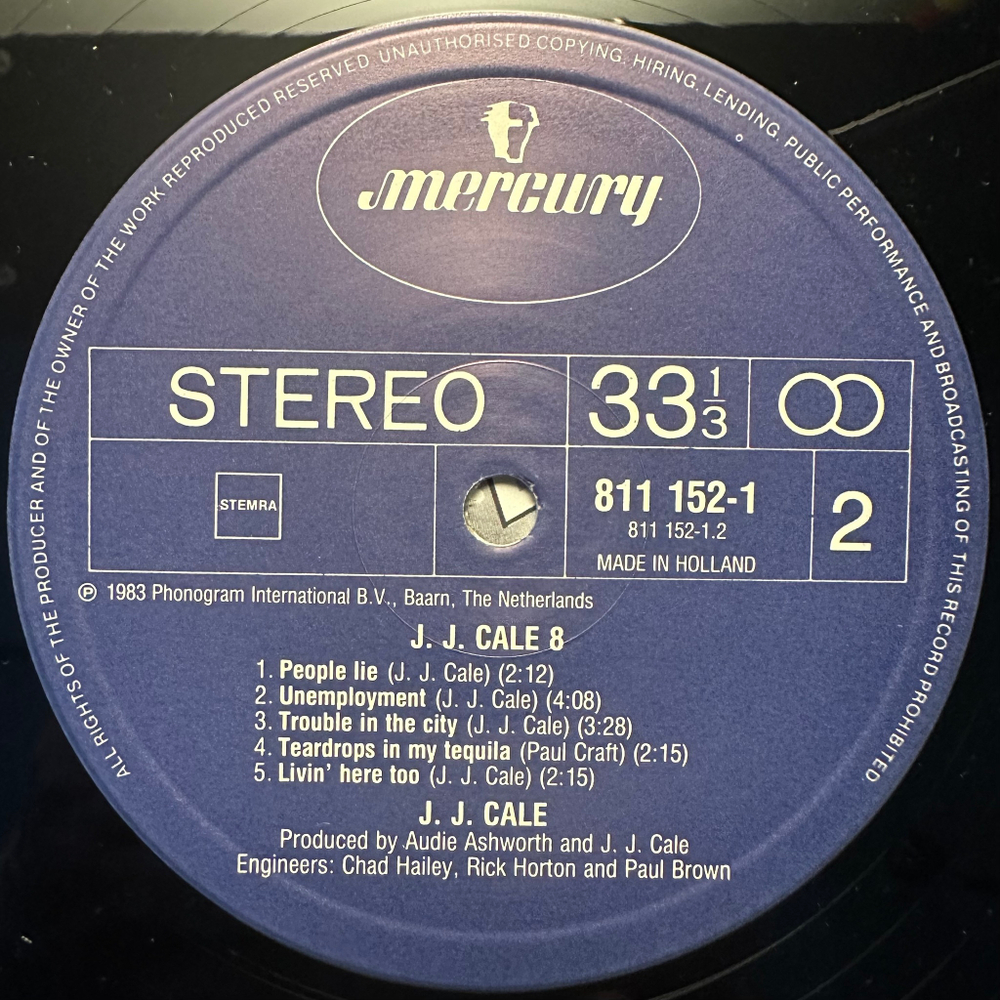 ALL RIGHTS OF THE PRODUCER AND OF THE OWNER OF THE WORK REPRODUCED RESERVED UNAUTHORISED COPYING. HIRING. LENDING. PUBLIC PERFORMANCE AND BROADCASTING OF THIS RECORD PROHIBITED
mercury
STEREO
33 1/3
STEMRA
811 152-1
811 152-1.2
MADE IN HOLLAND
2
℗ 1983 Phonogram International B.V., Baarn, The Netherlands
J. J. CALE 8
1. People lie (J. J. Cale) (2:12)
2. Unemployment (J. J. Cale) (4:08)
3. Trouble in the city (J. J. Cale) (3:28)
4. Teardrops in my tequila (Paul Craft) (2:15)
5. Livin' here too (J. J. Cale) (2:15)
J. J. CALE
Produced by Audie Ashworth and J. J. Cale
Engineers: Chad Hailey, Rick Horton and Paul Brown